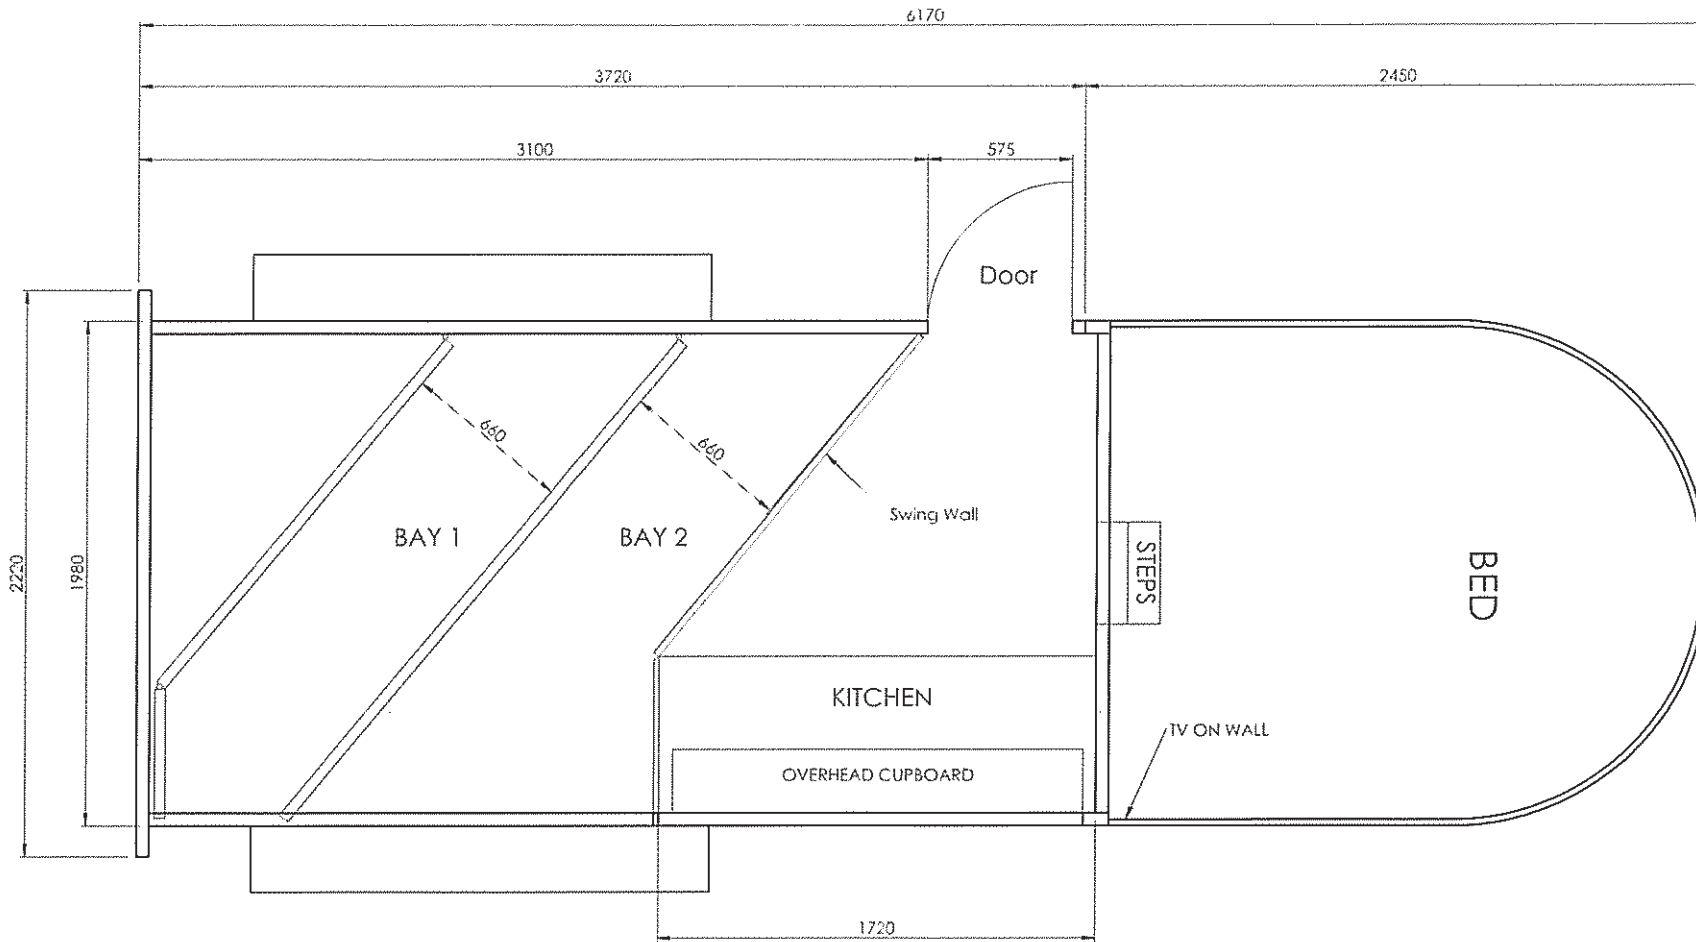 6170
3720
2450
3100
575
Door
660
660
Swing Wall
BAY 1
BAY 2
2220
1980
STEPS
BED
KITCHEN
TV ON WALL
OVERHEAD CUPBOARD
1720